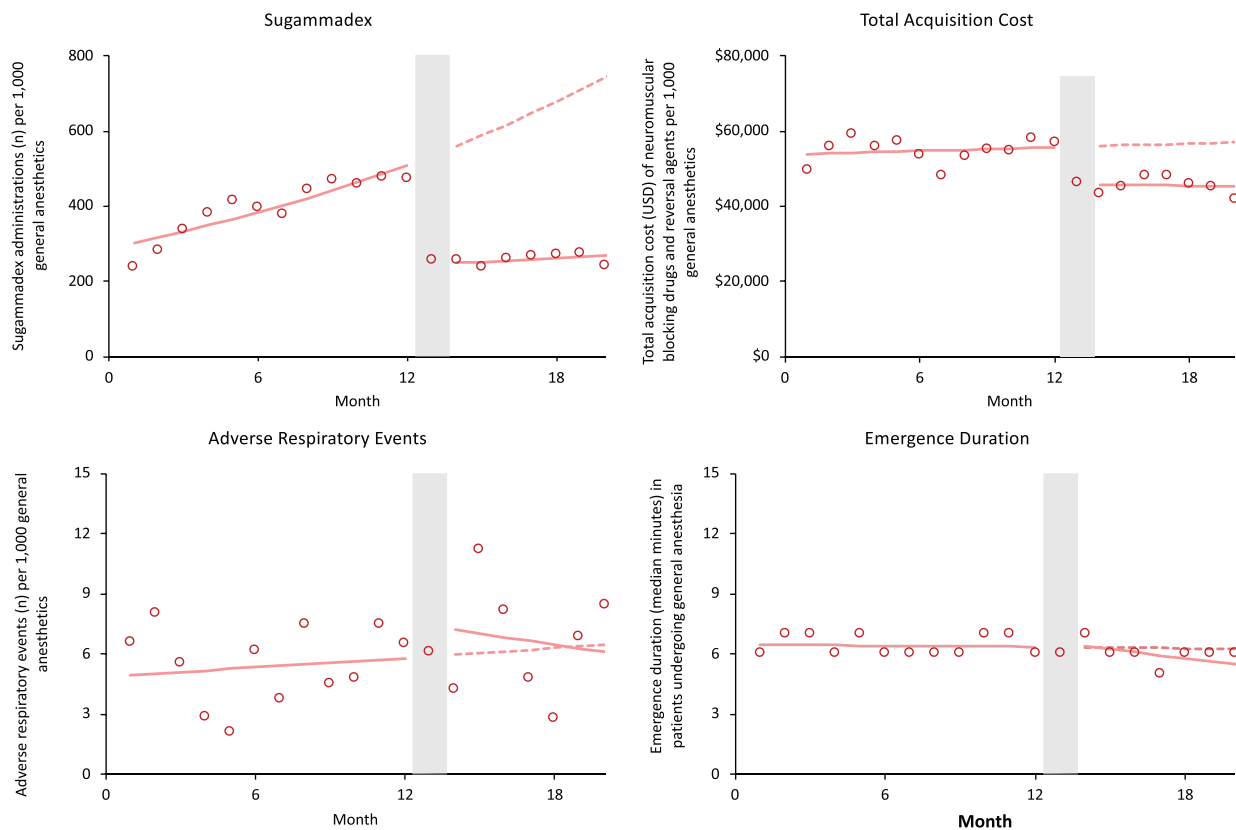 Sugammadex
Sugammadex administrations (n) per 1,000
general anesthetics
800
600
400
200
0
0
6
12
18
Month
Total Acquisition Cost
Total acquisition cost (USD) of neuromuscular
blocking drugs and reversal agents per 1,000
general anesthetics
$80,000
$60,000
$40,000
$20,000
$0
0
6
12
18
Month
Adverse Respiratory Events
Adverse respiratory events (n) per 1,000 general
anesthetics
15
12
9
6
3
0
0
6
12
18
Month
Emergence Duration
Emergence duration (median minutes) in
patients undergoing general anesthesia
15
12
9
6
3
0
0
6
12
18
Month